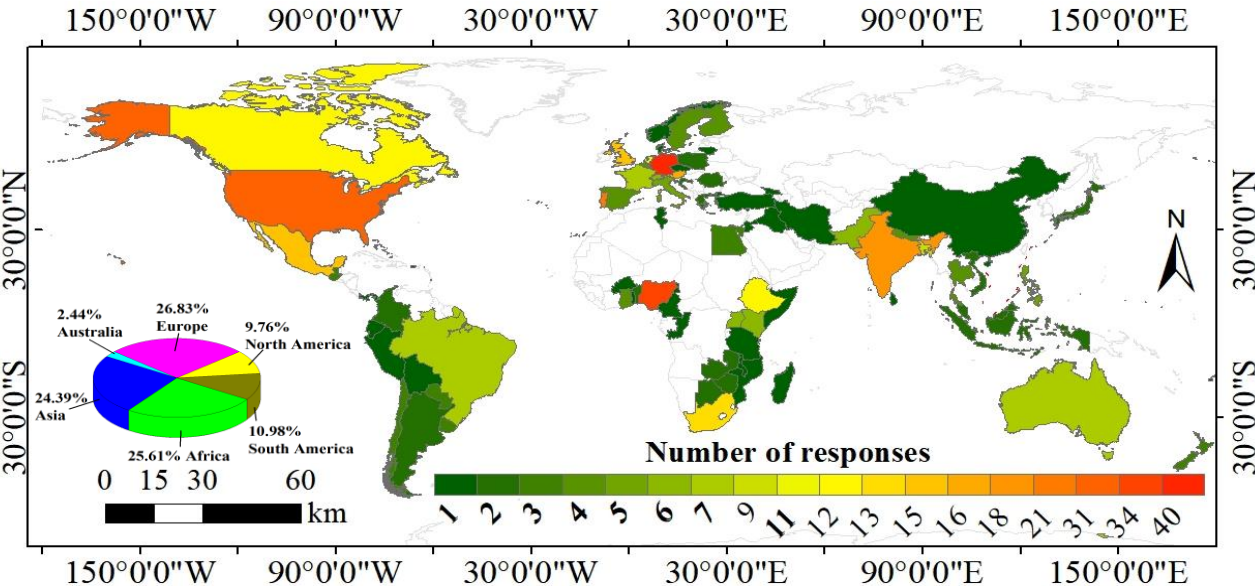 150°0'0"W 90°0'0"W 30°0'0"W 30°0'0"E 90°0'0"E 150°0'0"E
30°0'0"N
30°0'0"N
N
2.44%
Australia
26.83%
Europe
9.76%
North America
24.39%
Asia
10.98%
South America
25.61% Africa
30°0'0"S
30°0'0"S
Number of responses
0 15 30 60
km
1 2 3 4 5 6 7 9 11 12 13 15 16 18 21 31 34 40
150°0'0"W 90°0'0"W 30°0'0"W 30°0'0"E 90°0'0"E 150°0'0"E